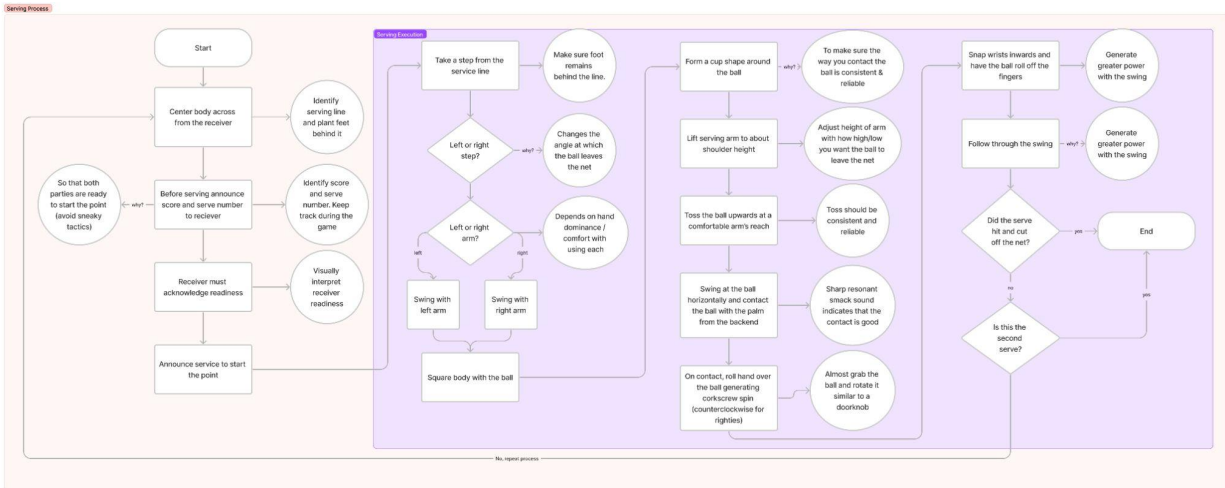 Serving Process
Start
Center body across
from the receiver
Identify
serving line
and plant feet
behind it
Before serving announce
score and serve number to
reciever
why?
So that both
parties are ready
to start the point
(avoid sneaky
tactics)
Identify score
and serve
number. Keep
track during the
game
Receiver must
acknowledge readiness
Visually
interpret
receiver
readiness
Announce service to start
the point
Serving Execution
Take a step from the
service line
Make sure foot
remains
behind the line.
Left or right
step?
why?
Changes the
angle at which
the ball leaves
the net
Left or right
arm?
Depends on hand
dominance /
comfort with
using each
left
right
Swing with
left arm
Swing with
right arm
Square body with the ball
Form a cup shape around
the ball
why?
To make sure the
way you contact the
ball is consistent &
reliable
Lift serving arm to about
shoulder height
Adjust height of arm
with how high/low
you want the ball to
leave the net
Toss the ball upwards at a
comfortable arm's reach
Toss should be
consistent and
reliable
Swing at the ball
horizontally and contact
the ball with the palm
from the backend
Sharp resonant
smack sound
indicates that the
contact is good
On contact, roll hand over
the ball generating
corkscrew spin
(counterclockwise for
righties)
Almost grab the
ball and rotate it
similar to a
doorknob
Snap wrists inwards and
have the ball roll off the
fingers
Generate
greater power
with the swing
Follow through the swing
why?
Generate
greater power
with the swing
Did the serve
hit and cut
off the net?
yes
End
no
yes
Is this the
second
serve?
No, repeat process